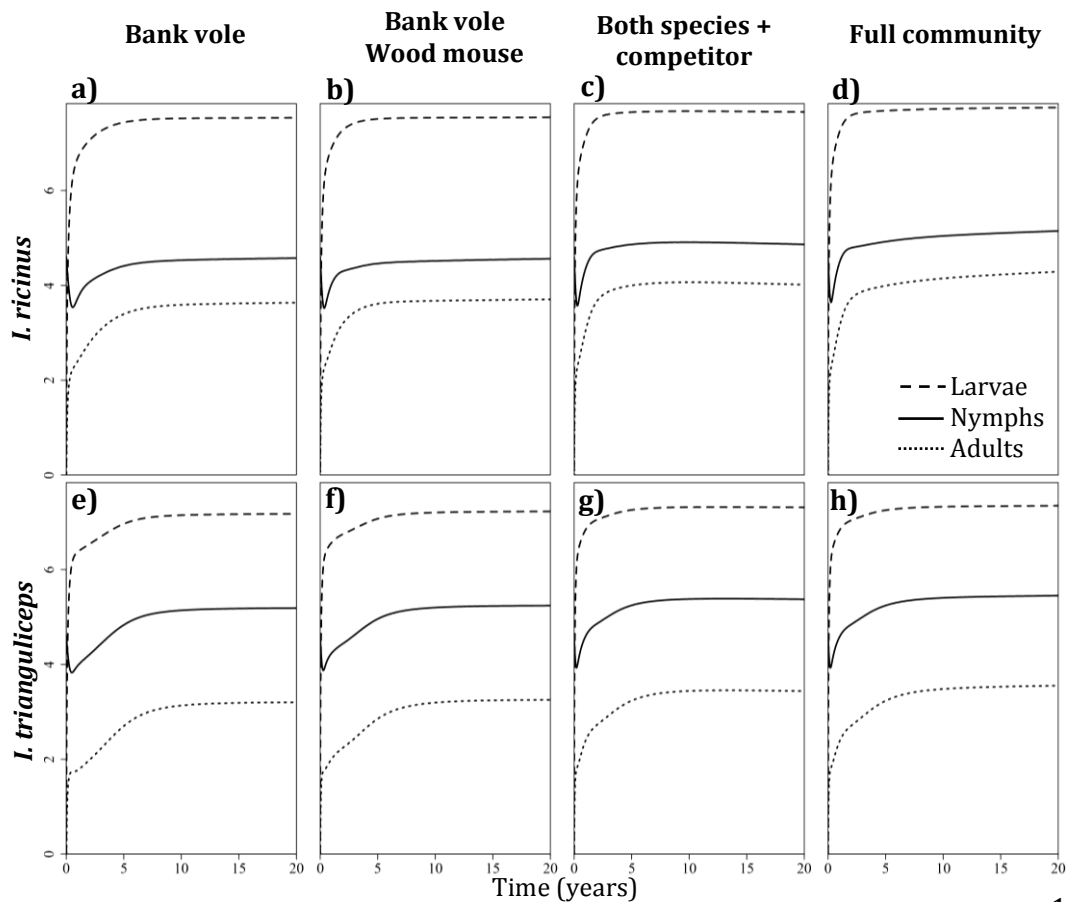 Bank vole
Bank vole
Wood mouse
Both species +
competitor
Full community
a)
b)
c)
d)
I. ricinus
0 2 4 6
Larvae
Nymphs
Adults
e)
f)
g)
h)
I. trianguliceps
0 2 4 6
0 5 10 15 20
0 5 10 15 20
0 5 10 15 20
0 5 10 15 20
Time (years)